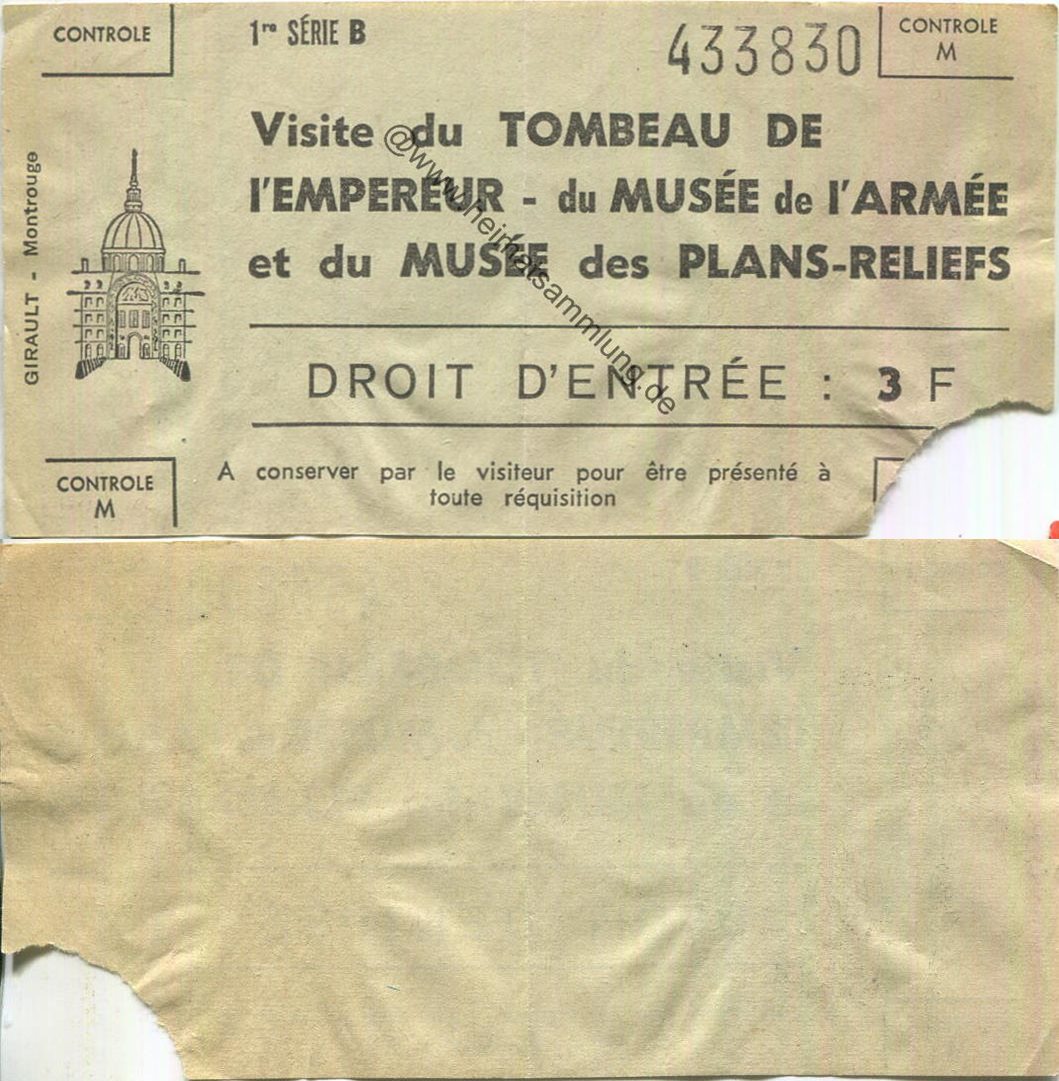 CONTROLE
1re SÉRIE B
433830
CONTROLE
M
Visite du TOMBEAU DE
l'EMPEREUR - du MUSÉE de l'ARMÉE
et du MUSÉE des PLANS-RELIEFS
GIRAULT - Montrouge
DROIT D'ENTRÉE : 3 F
CONTROLE
M
A conserver par le visiteur pour être présenté à
toute réquisition
@www.heimatsammlung.de